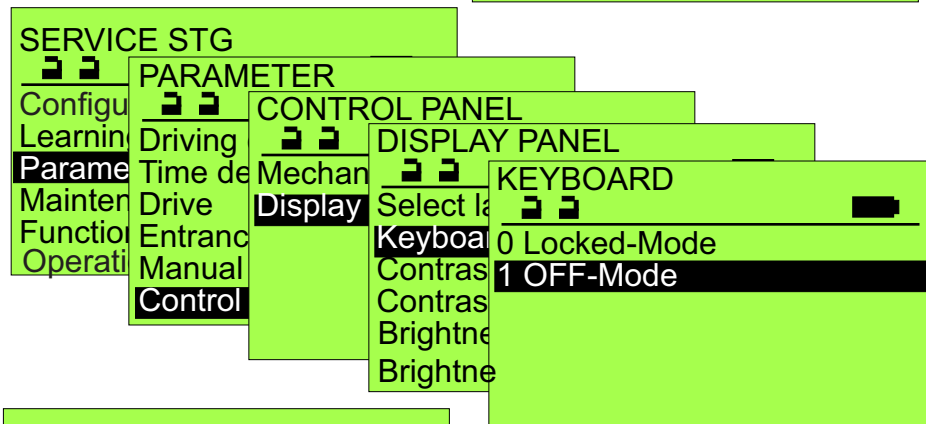 SERVICE STG
Configu
Learnin
Parame
Mainten
Function
Operati
PARAMETER
Driving
Time de
Drive
Entranc
Manual
Control
CONTROL PANEL
Mechan
Display
DISPLAY PANEL
Select la
Keyboar
Contras
Contras
Brightne
Brightne
KEYBOARD
0 Locked-Mode
1 OFF-Mode